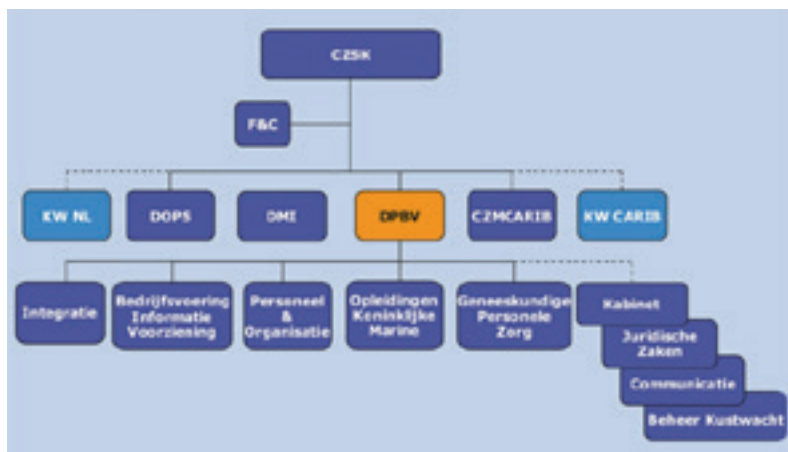 CZSK
F&C
KW NL
DOPS
DMI
DPBV
CZMCARIB
KW CARIB
Integratie
Bedrijfsvoering
Informatie
Voorziening
Personeel
&
Organisatie
Opleidingen
Koninklijke
Marine
Geneeskundige
Personele
Zorg
Kabinet
Juridische
Zaken
Communicatie
Beheer Kustwacht